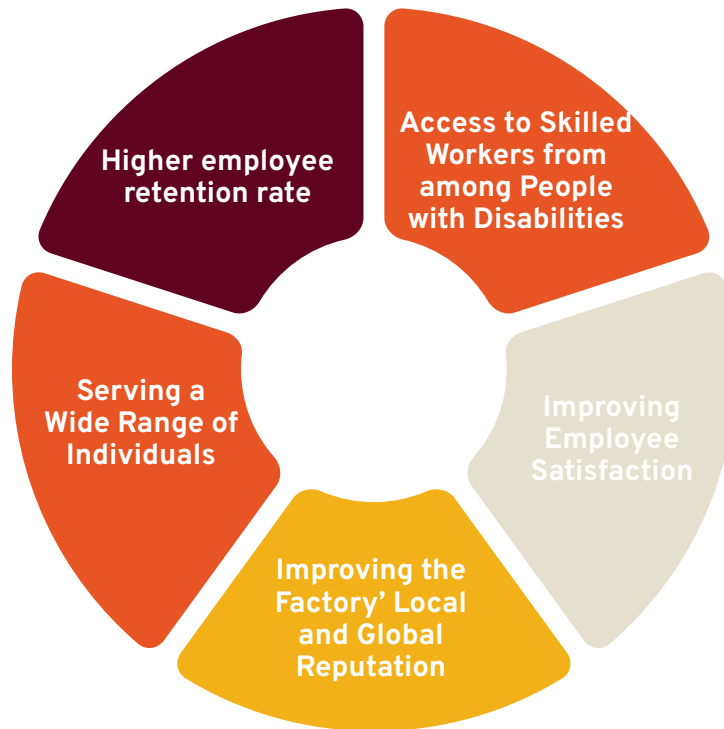 Higher employee
retention rate
Access to Skilled
Workers from
among People
with Disabilities
Serving a
Wide Range of
Individuals
Improving
Employee
Satisfaction
Improving the
Factory’ Local
and Global
Reputation